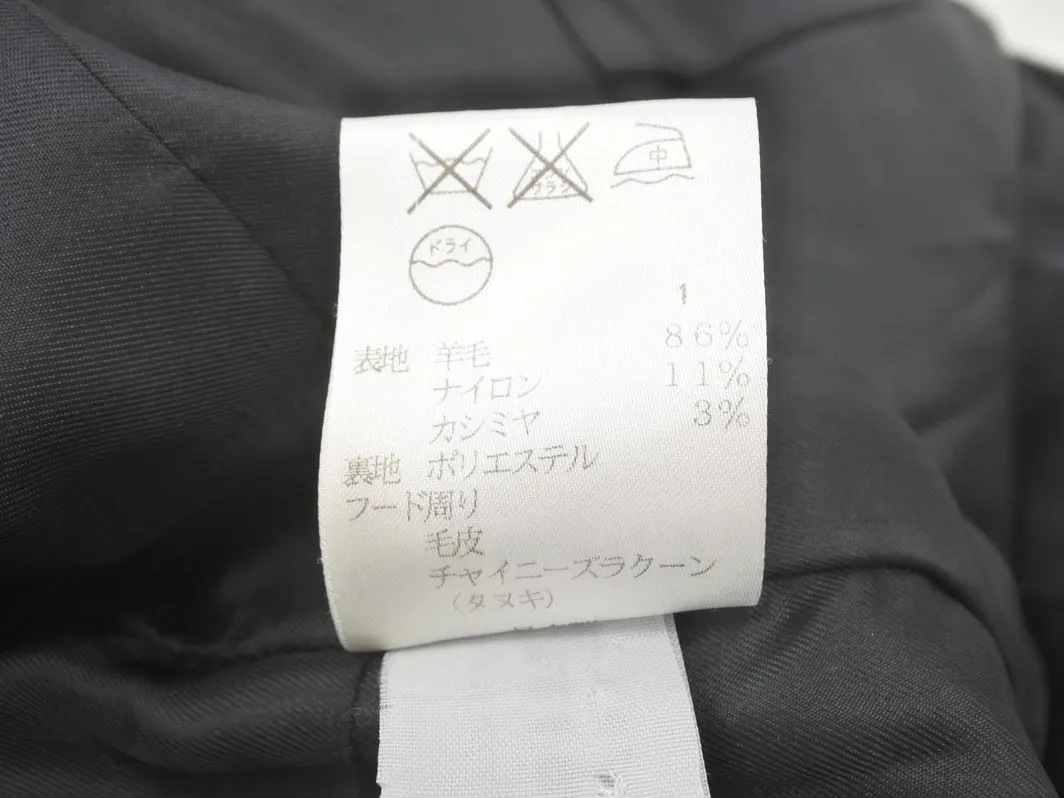 中
ドライ
1
表地 羊毛 86%
ナイロン 11%
カシミヤ 3%
裏地 ポリエステル
フード周り
毛皮
チャイニーズラクーン
(タヌキ)